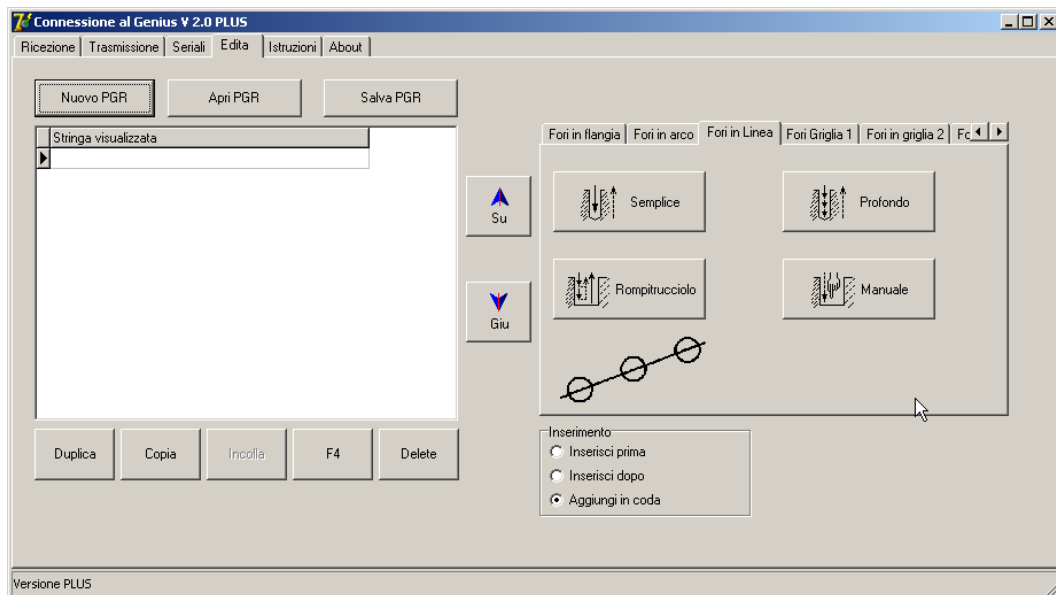 Connessione al Genius V 2.0 PLUS
Ricezione Trasmissione Seriali Edita Istruzioni About
Nuovo PGR Apri PGR Salva PGR
Stringa visualizzata
Su
Giu
Fori in flangia Fori in arco Fori in Linea Fori Griglia 1 Fori in griglia 2
Semplice Profondo
Rompitrucciolo Manuale
Duplica Copia Incolla F4 Delete
Inserimento
Inserisci prima
Inserisci dopo
Aggiungi in coda
Versione PLUS